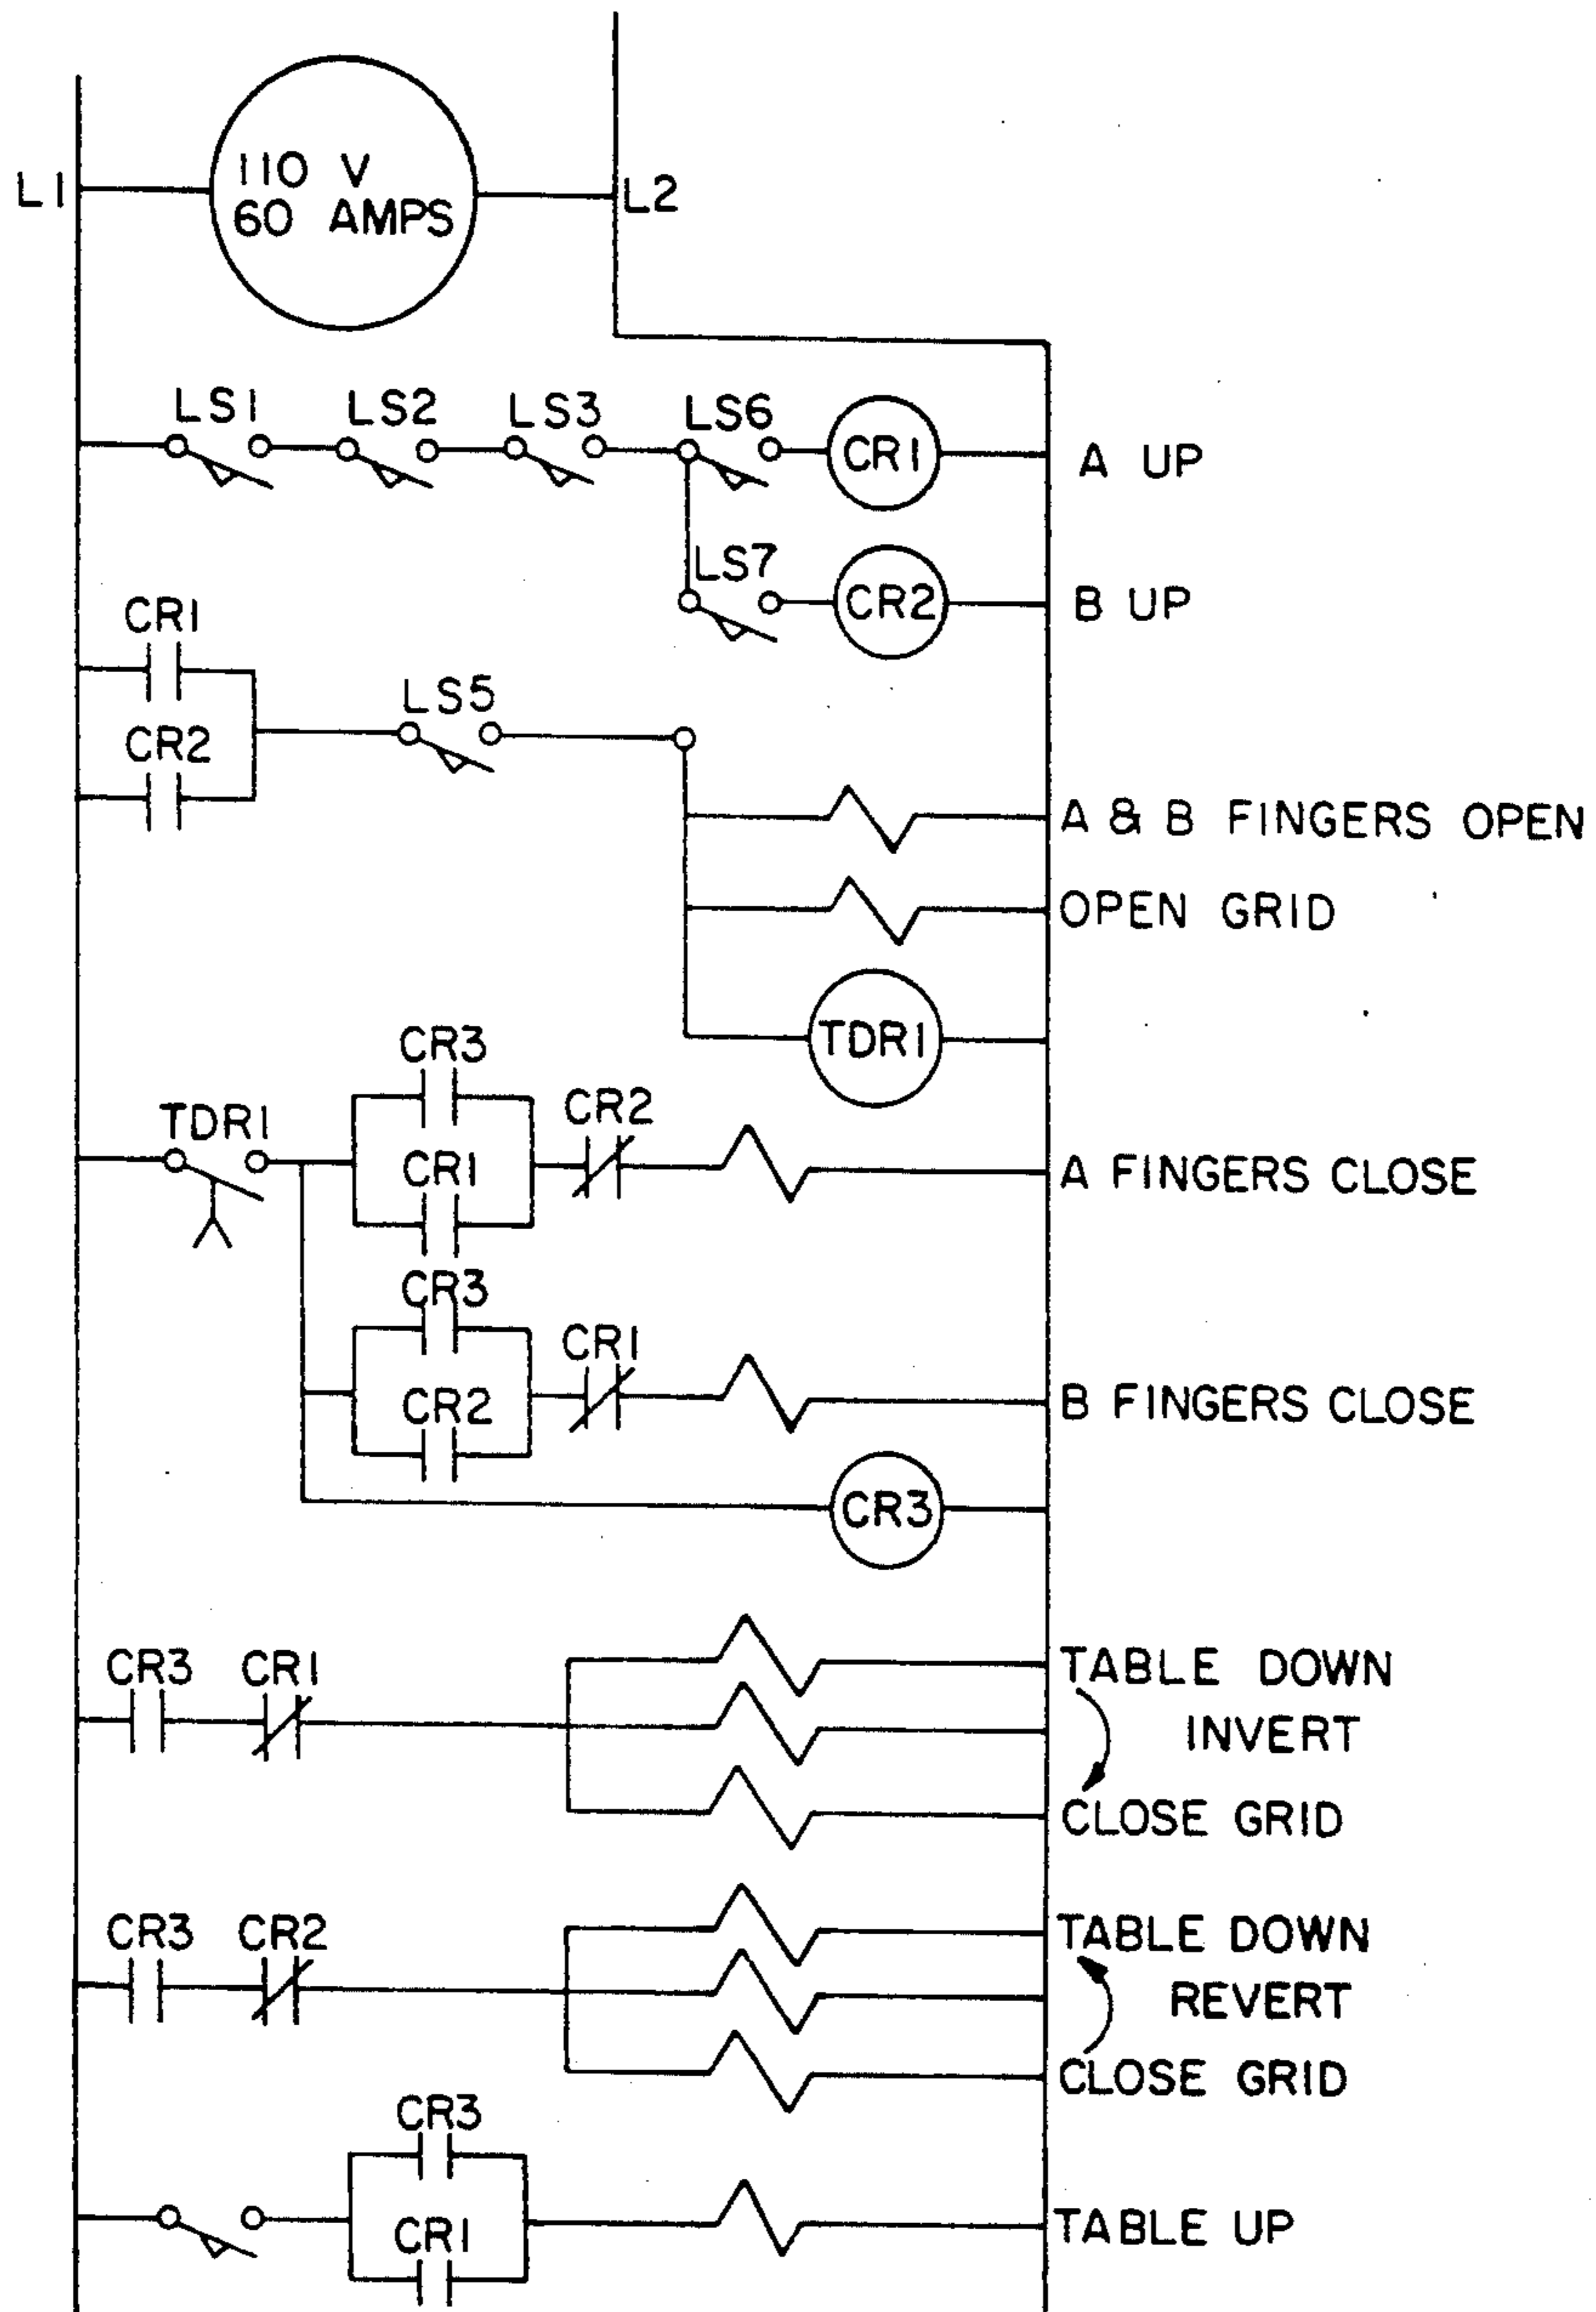 110 V
L1
60 AMPS
L2
LS1 LS2 LS3 LS6 CR1 A UP
LS7 CR2 B UP
CR1
LS5
CR2
A & B FINGERS OPEN
OPEN GRID
TDR1
CR3
CR2
TDR1
CR1
A FINGERS CLOSE
CR3
CR1
CR2
B FINGERS CLOSE
CR3
CR3 CR1 TABLE DOWN
INVERT
CLOSE GRID
CR3 CR2 TABLE DOWN
REVERT
CLOSE GRID
CR3
CR1
TABLE UP